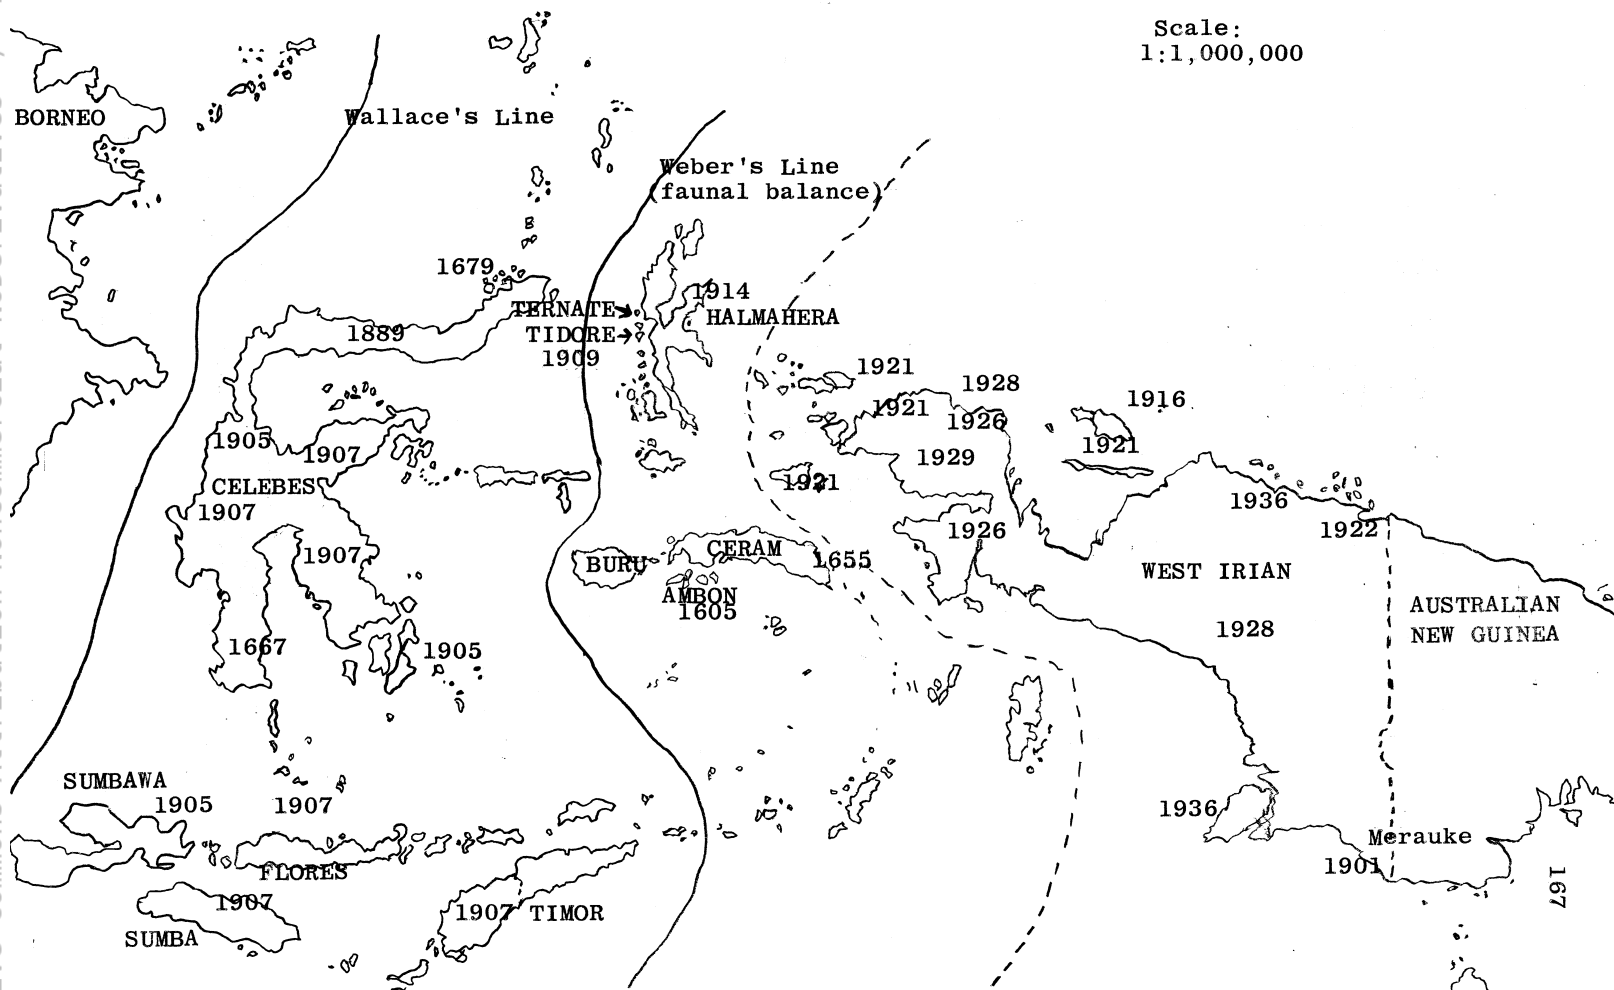 Scale:
1:1,000,000
BORNEO
Wallace's Line
Weber's Line
(faunal balance)
1679
1914
TERNATE
HALMAHERA
1889
TIDORE
1909
1921
1928
1916
1921
1926
1905
1907
1921
1929
CELEBES
1921
1936
1907
1926
1922
1907
CERAM
BURU
1655
WEST IRIAN
AMBON
1605
AUSTRALIAN
NEW GUINEA
1928
1667
1905
SUMBAWA
1905
1907
1936
Merauke
FLORES
1901
167
1907
1907
TIMOR
SUMBA